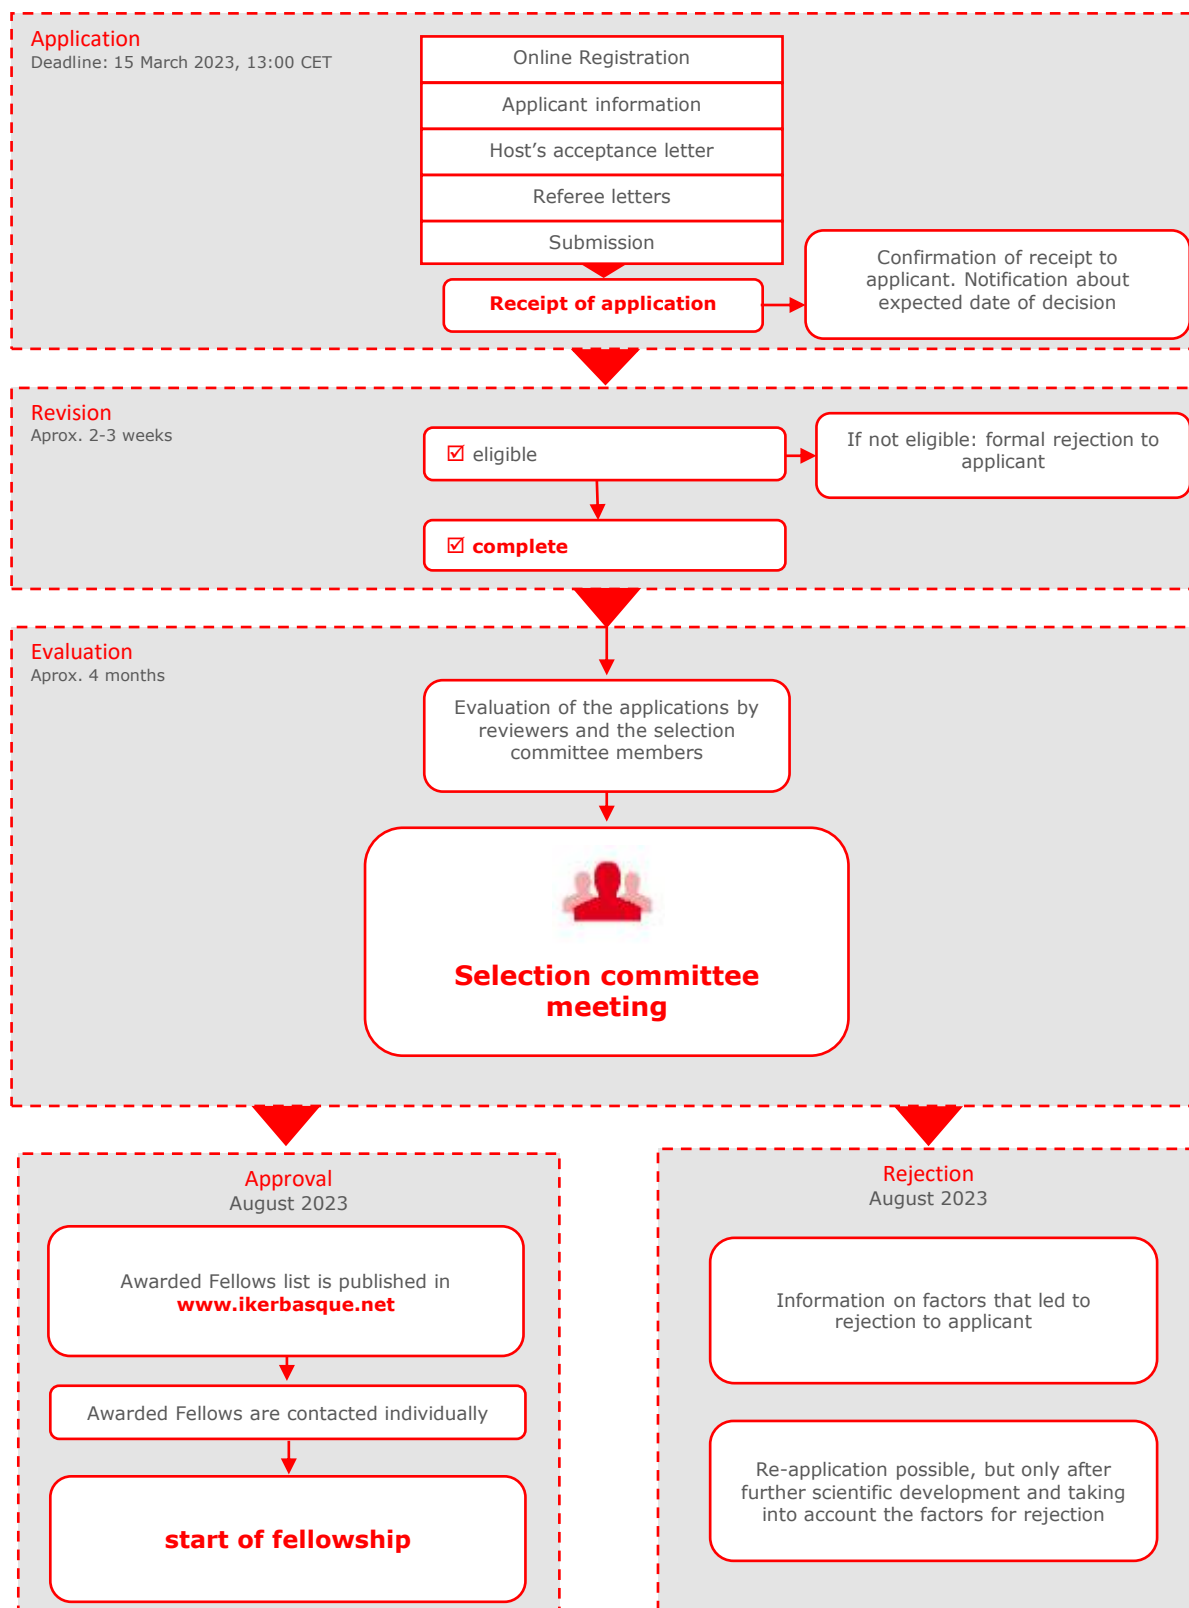 Application
Deadline: 15 March 2023, 13:00 CET
Online Registration
Applicant information
Host's acceptance letter
Referee letters
Submission
Receipt of application
Confirmation of receipt to
applicant. Notification about
expected date of decision
Revision
Aprox. 2-3 weeks
☑ eligible
If not eligible: formal rejection to
applicant
☑ complete
Evaluation
Aprox. 4 months
Evaluation of the applications by
reviewers and the selection
committee members
Selection committee
meeting
Approval
August 2023
Awarded Fellows list is published in
www.ikerbasque.net
Awarded Fellows are contacted individually
start of fellowship
Rejection
August 2023
Information on factors that led to
rejection to applicant
Re-application possible, but only after
further scientific development and taking
into account the factors for rejection